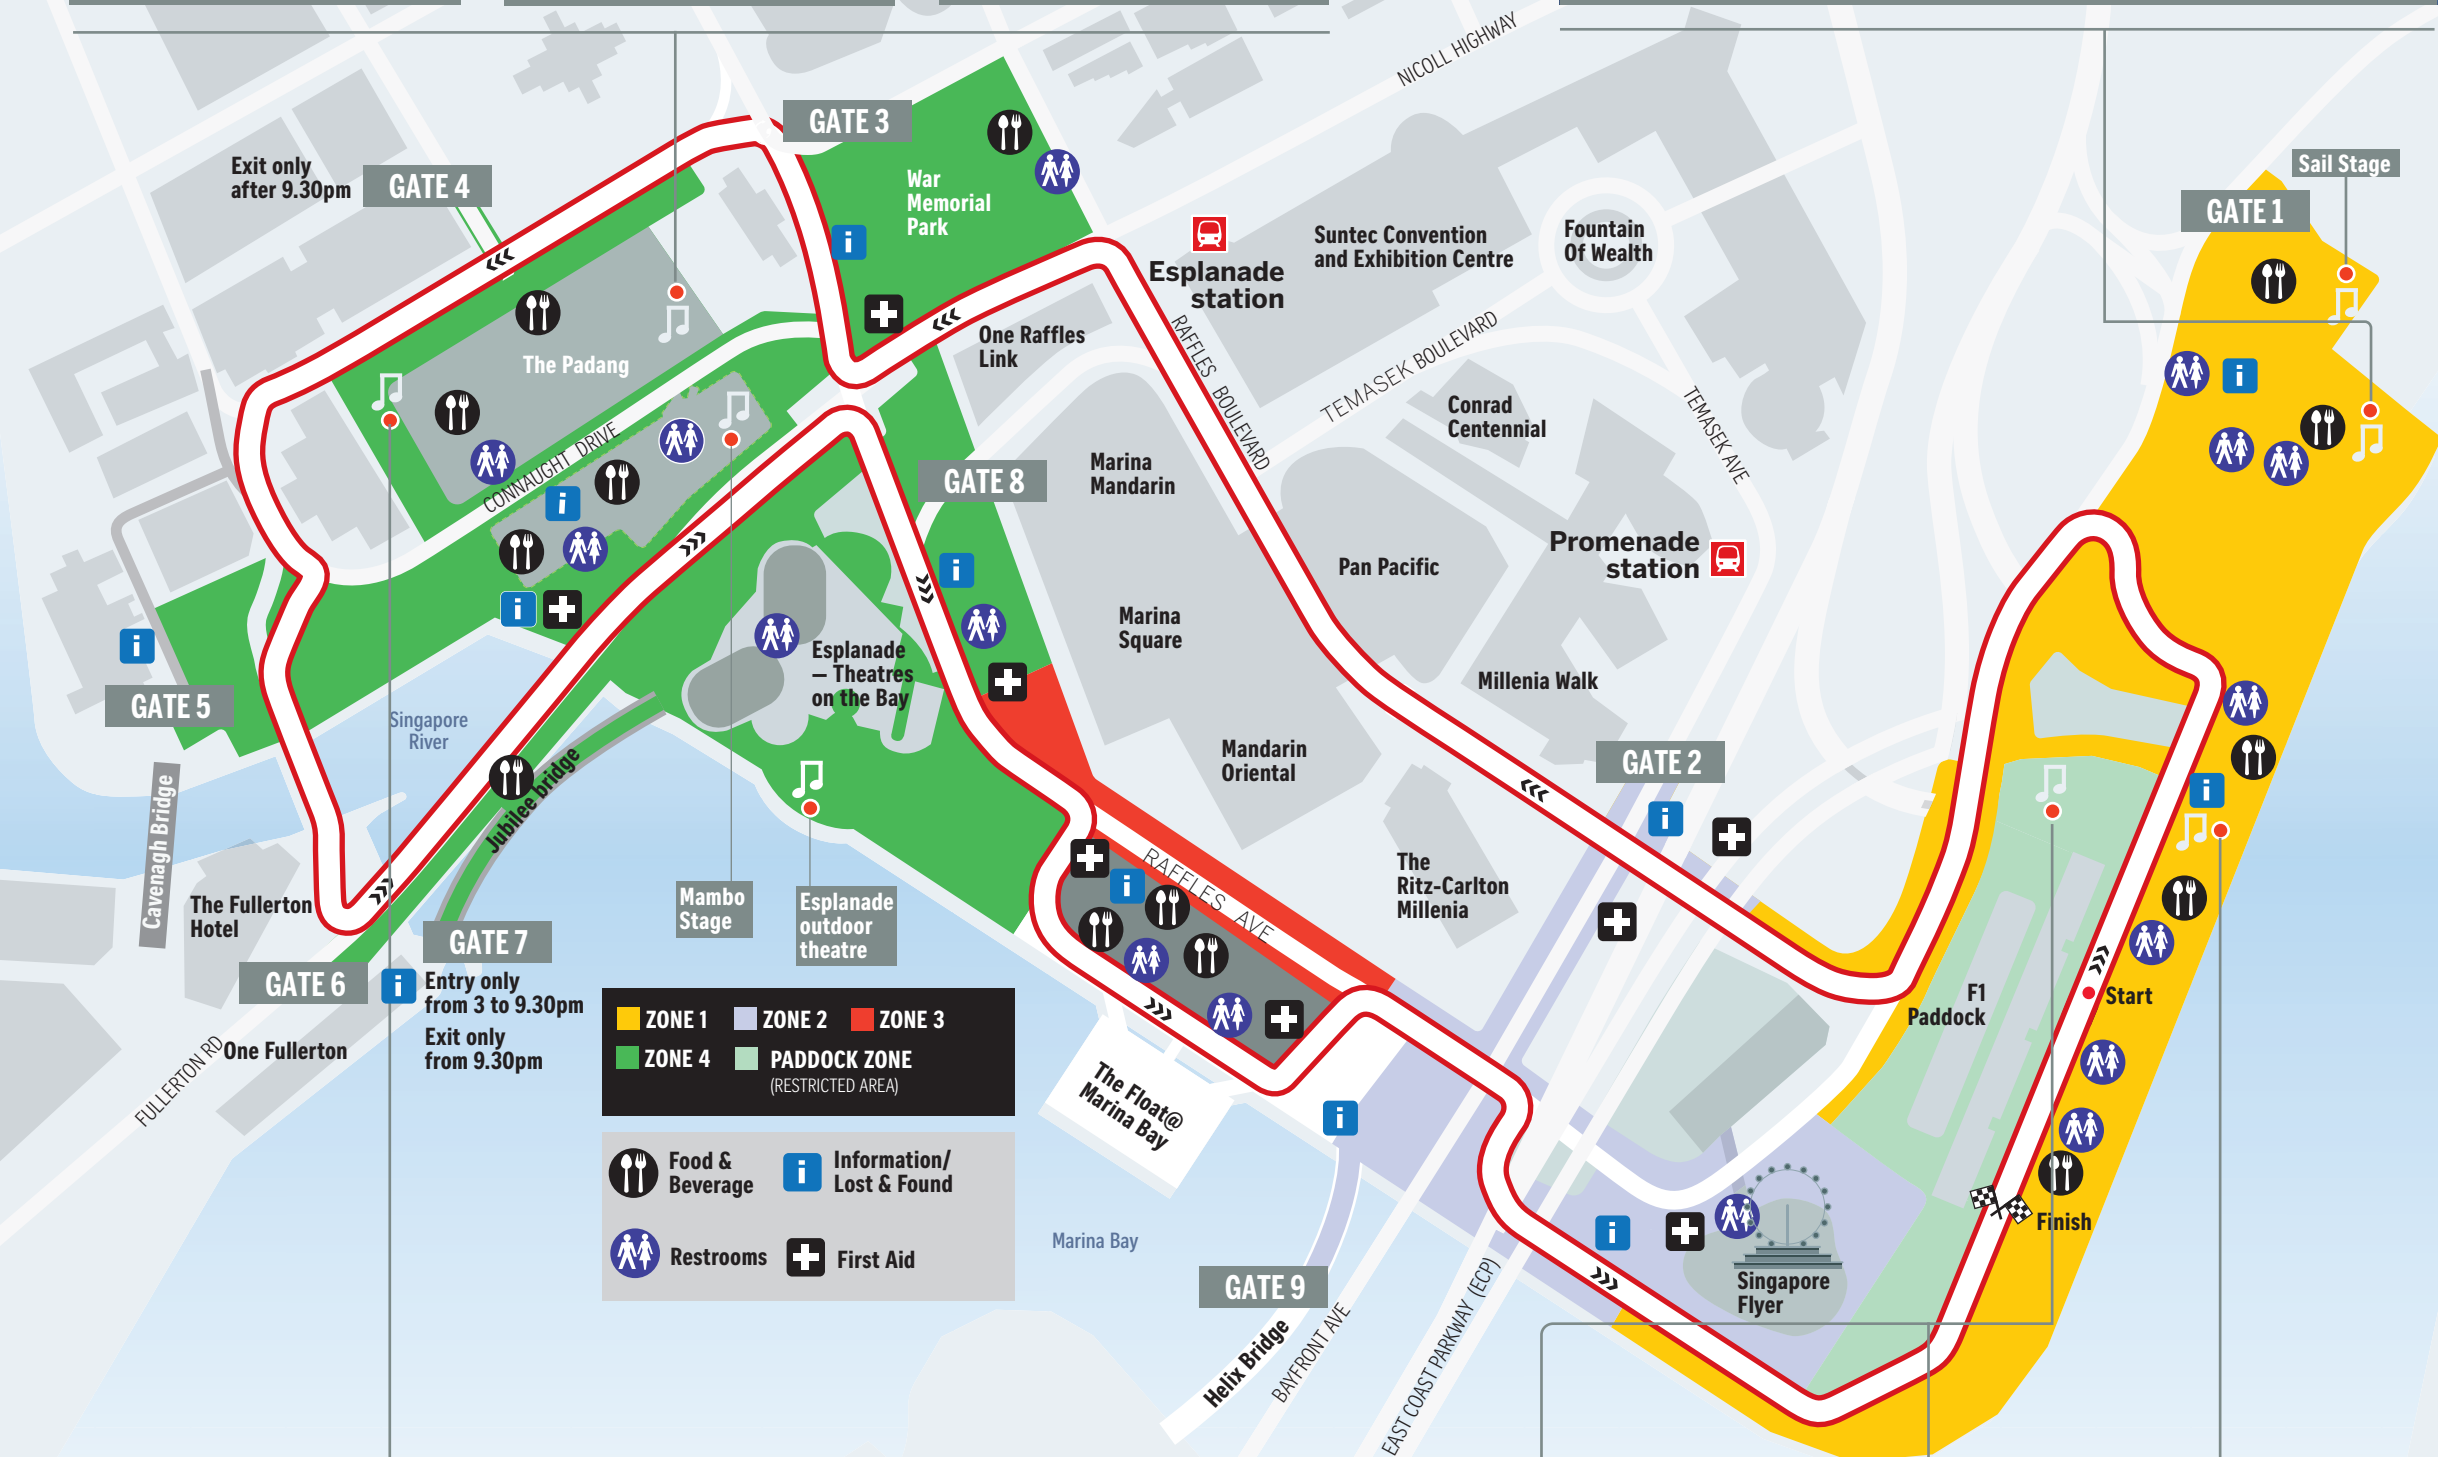 NICOLL HIGHWAY
GATE 3
Exit only
after 9.30pm
GATE 4
War
Memorial
Park
Sail Stage
GATE 1
Esplanade
station
Suntec Convention
and Exhibition Centre
Fountain
Of Wealth
One Raffles
Link
The Padang
RAFFLES BOULEVARD
TEMASEK BOULEVARD
TEMASEK AVE
Conrad
Centennial
CONNAUGHT DRIVE
Marina
Mandarin
GATE 8
Promenade
station
Pan Pacific
Marina
Square
Esplanade
– Theatres
on the Bay
Millenia Walk
GATE 5
Singapore
River
Mandarin
Oriental
GATE 2
Jubilee bridge
Cavenagh Bridge
The Fullerton
Hotel
Mambo
Stage
Esplanade
outdoor
theatre
RAFFLES AVE
The
Ritz-Carlton
Millenia
GATE 7
GATE 6
Entry only
from 3 to 9.30pm
Exit only
from 9.30pm
F1
Paddock
Start
FULLERTON RD
One Fullerton
ZONE 1
ZONE 2
ZONE 3
ZONE 4
PADDOCK ZONE
(RESTRICTED AREA)
The Float@
Marina Bay
Food &
Beverage
Information/
Lost & Found
Restrooms
First Aid
Marina Bay
GATE 9
Helix Bridge
BAYFRONT AVE
EAST COAST PARKWAY (ECP)
Singapore
Flyer
Finish